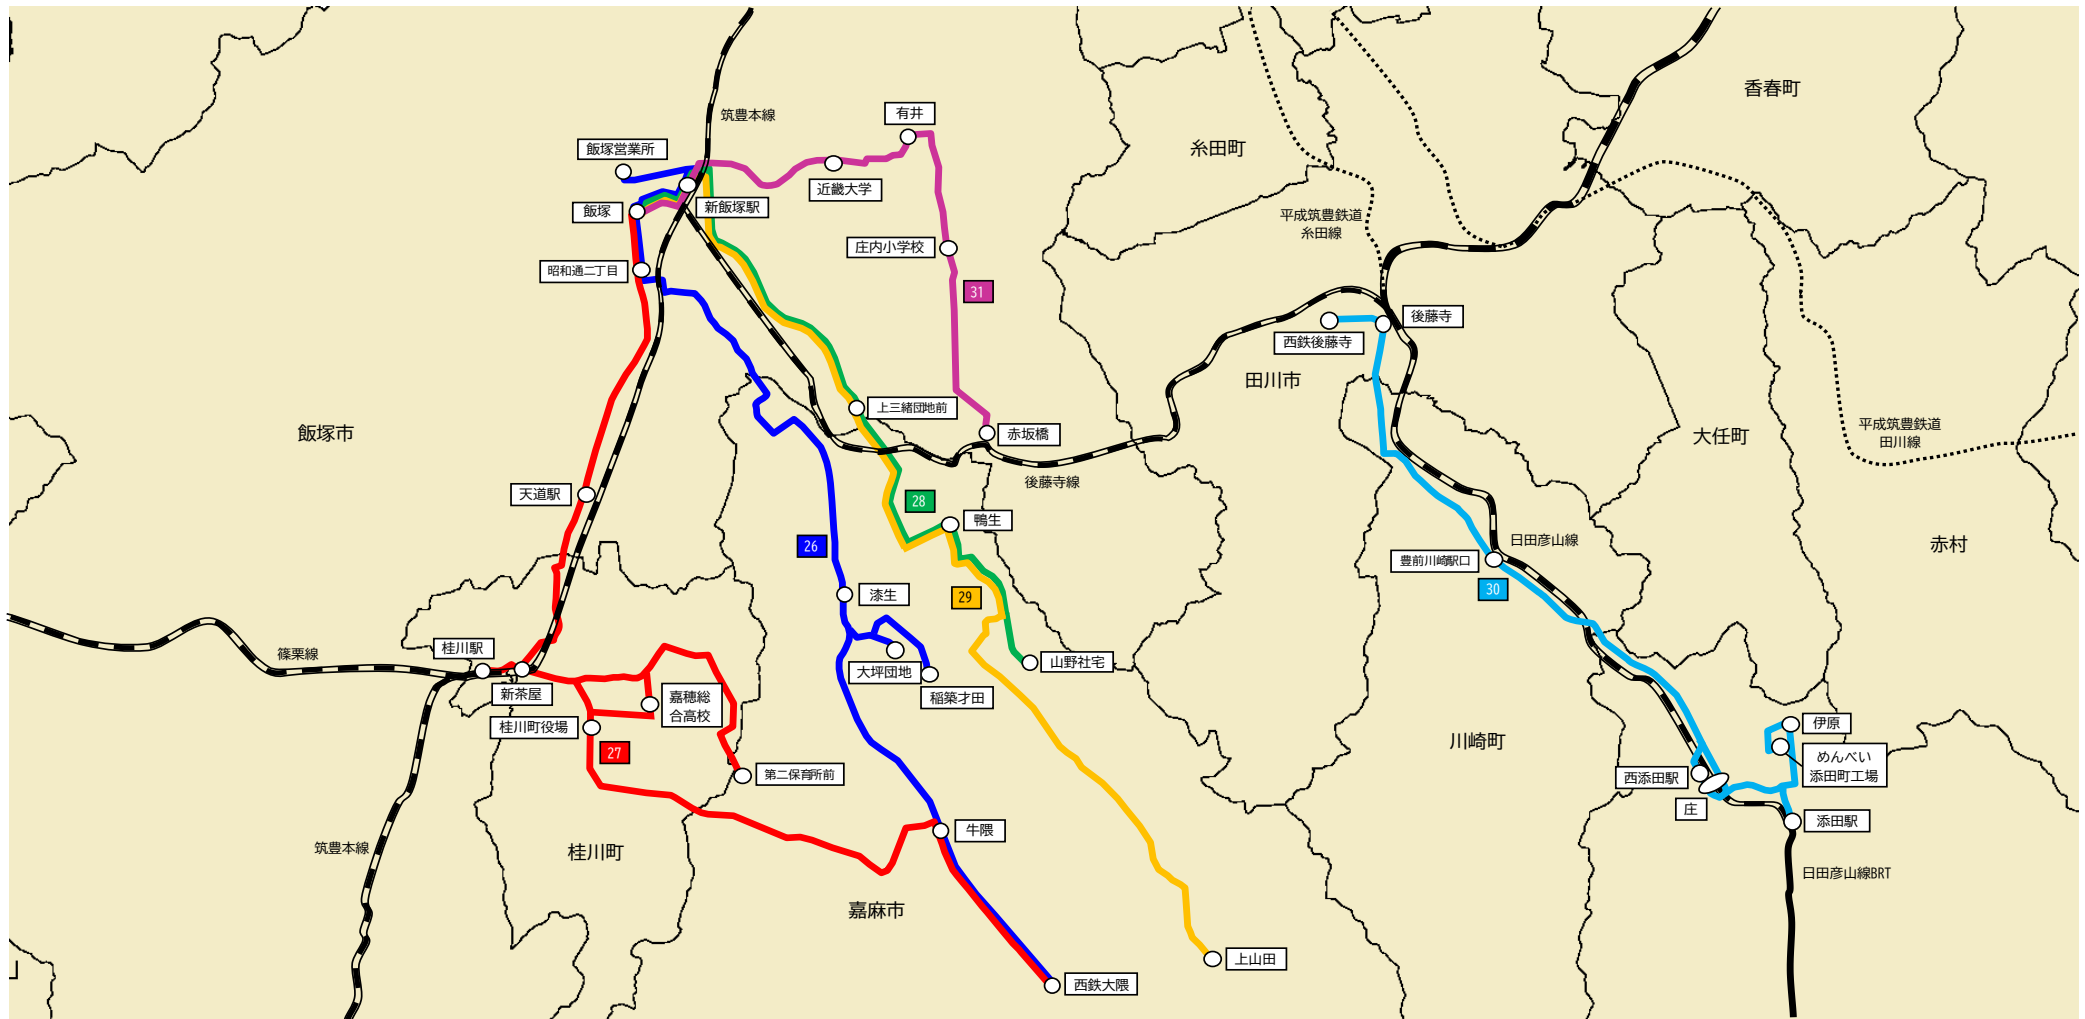 香春町
筑豊本線
有井
飯塚営業所
糸田町
近畿大学
新飯塚駅
飯塚
平成筑豊鉄道
糸田線
庄内小学校
昭和通二丁目
31
後藤寺
西鉄後藤寺
田川市
上三緒団地前
飯塚市
赤坂橋
大任町
平成筑豊鉄道
田川線
後藤寺線
天道駅
28
鴨生
26
日田彦山線
赤村
豊前川崎駅口
30
漆生
29
篠栗線
桂川駅
山野社宅
大坪団地
新茶屋
嘉穂総
合高校
稲築才田
桂川町役場
27
川崎町
伊原
めんべい
添田町工場
第二保育所前
西添田駅
庄
添田駅
牛隈
筑豊本線
桂川町
日田彦山線BRT
嘉麻市
上山田
西鉄大隈